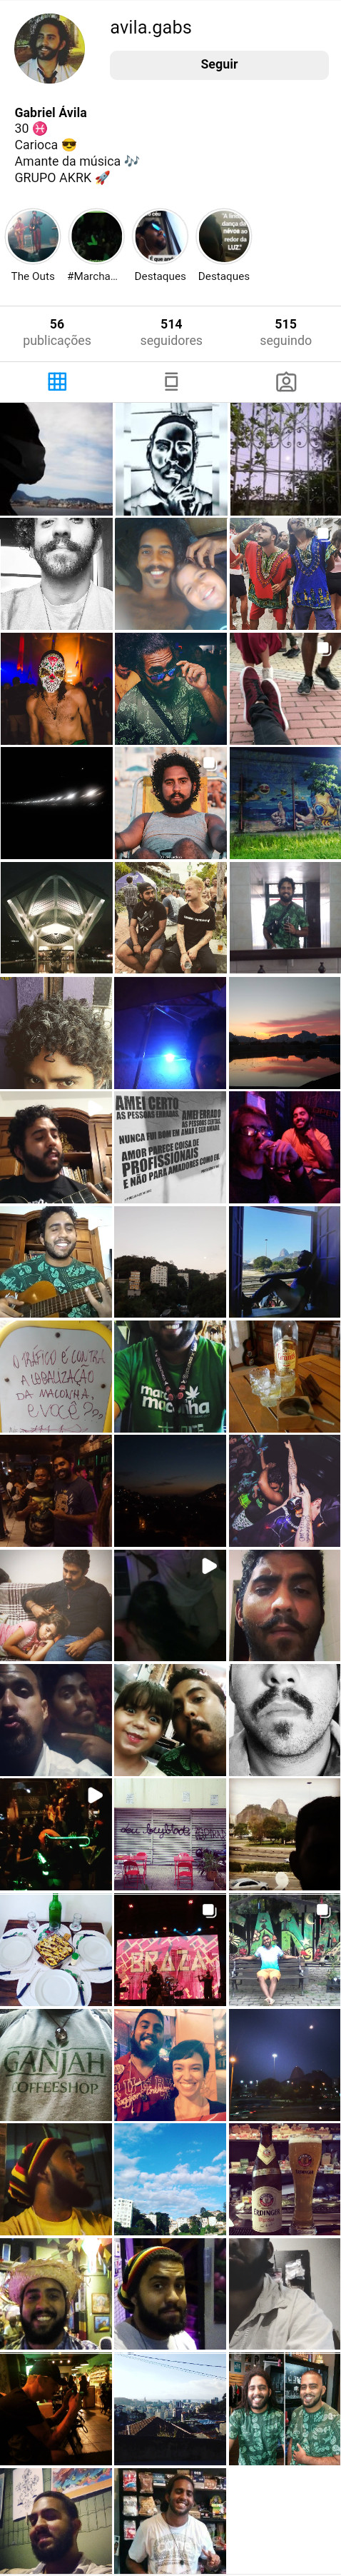 avila.gabs
Seguir
Gabriel Ávila
30 ♓
Carioca 😎
Amante da música 🎶
GRUPO AKRK 🚀
The Outs
#Marcha...
Destaques
Destaques
56
514
515
publicações
seguidores
seguindo
AMEI CERTO
AS PESSOAS ERRADAS.
AMEI ERRADO
AS PESSOAS CERTAS.
NUNCA FUI BOM EM AMAR E SER AMADO.
AMOR PARECE COISA DE
PROFISSIONAIS
E NÃO PARA AMADORES COMO EU.
O TRÁFICO É CONTRA
A LEGALIZAÇÃO
DA MACONHA.
E VOCÊ?
maconha
BRAZA
GANJAH
COFFEESHOP
ERDINGER